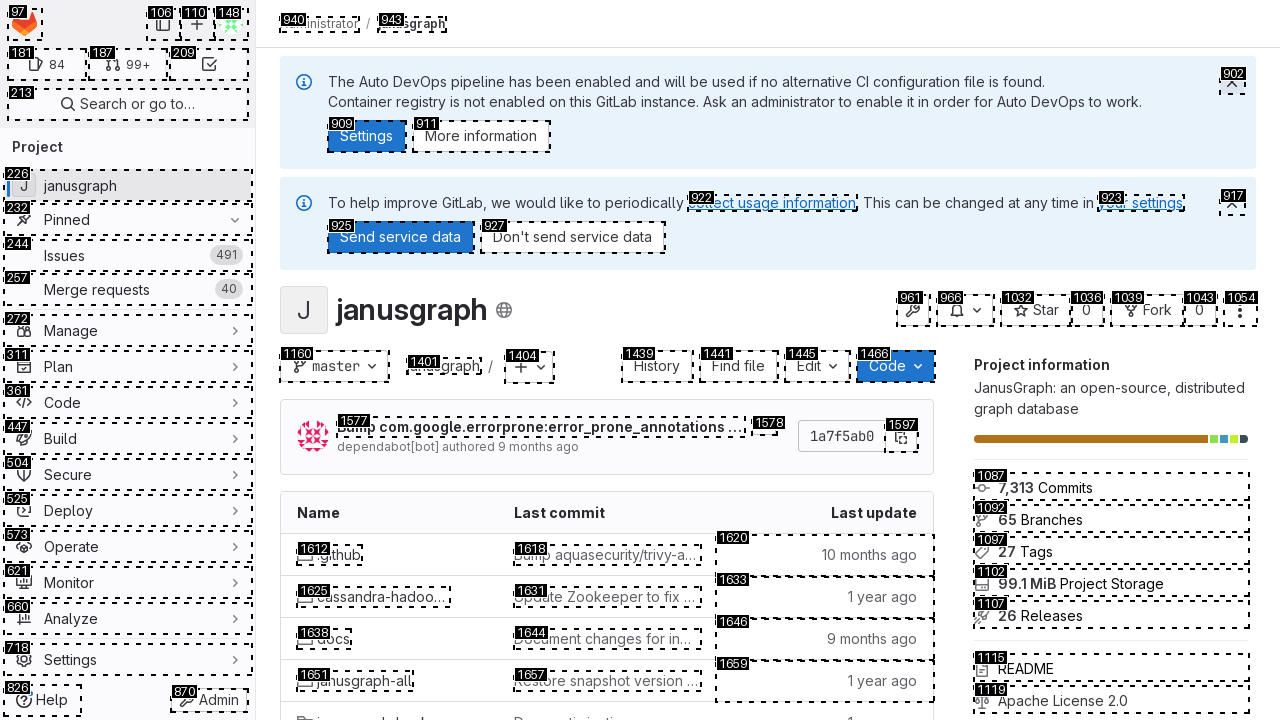 97
106
110
148
181
84
187
99+
209
213
Search or go to…
Project
226
J
janusgraph
232
Pinned
244
Issues
491
257
Merge requests
40
272
Manage
311
Plan
361
Code
447
Build
504
Secure
525
Deploy
573
Operate
621
Monitor
660
Analyze
718
Settings
826
Help
870
Admin
940
943
/
janusgraph
902
The Auto DevOps pipeline has been enabled and will be used if no alternative CI configuration file is found.
Container registry is not enabled on this GitLab instance. Ask an administrator to enable it in order for Auto DevOps to work.
909
Settings
911
More information
917
922
923
To help improve GitLab, we would like to periodically collect usage information. This can be changed at any time in your settings.
925
Send service data
927
Don't send service data
J
janusgraph
961
966
1032
Star
1036
0
1039
Fork
1043
0
1054
1160
master
1401
janusgraph /
1404
1439
History
1441
Find file
1445
Edit
1466
Code
1577
Bump com.google.errorprone:error_prone_annotations …
1578
dependabot[bot] authored 9 months ago
1a7f5ab0
1597
Name
Last commit
Last update
1612
.github
1618
Bump aquasecurity/trivy-a…
1620
10 months ago
1625
cassandra-hadoo…
1631
Update Zookeeper to fix …
1633
1 year ago
1638
docs
1644
Document changes for in…
1646
9 months ago
1651
janusgraph-all
1657
Restore snapshot version …
1659
1 year ago
Project information
JanusGraph: an open-source, distributed
graph database
1087
7,313 Commits
1092
65 Branches
1097
27 Tags
1102
99.1 MiB Project Storage
1107
26 Releases
1115
README
1119
Apache License 2.0